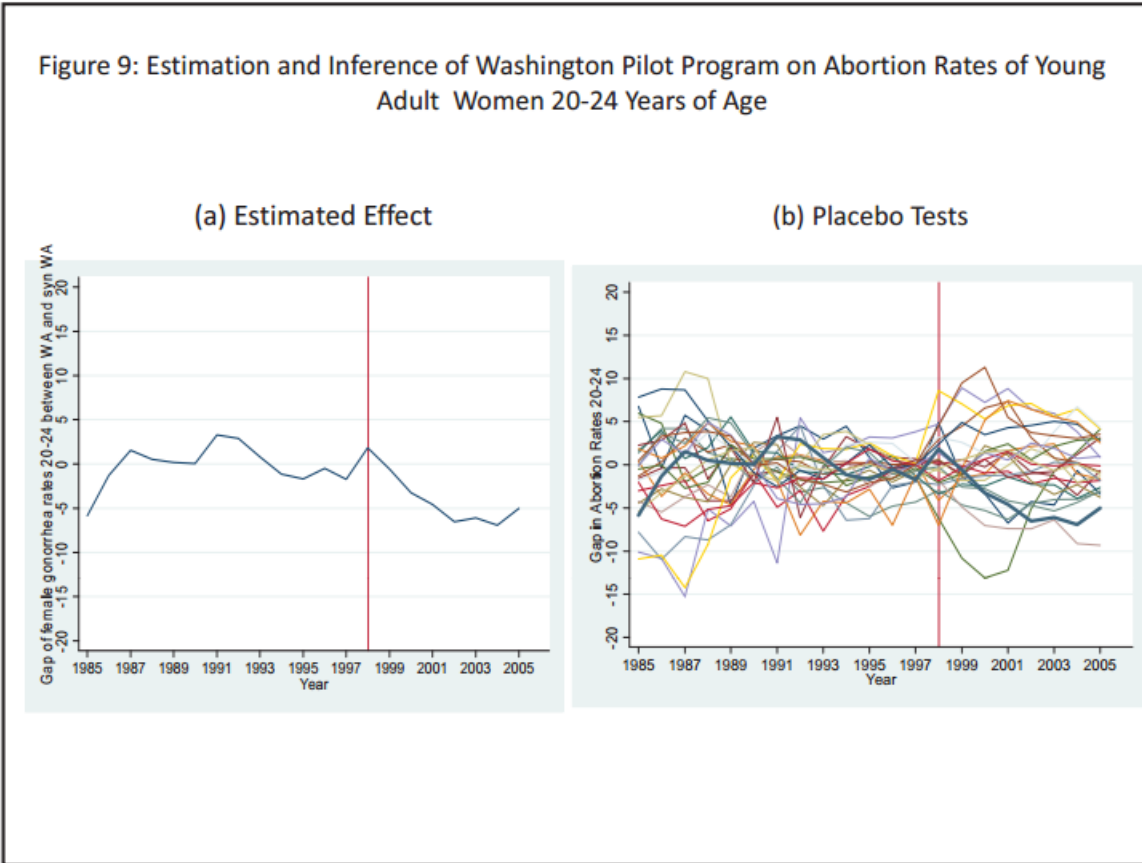 Figure 9: Estimation and Inference of Washington Pilot Program on Abortion Rates of Young
Adult Women 20-24 Years of Age
(a) Estimated Effect
Gap of female gonorrhea rates 20-24 between WA and syn WA
20
15
10
5
0
-5
-10
-15
-20
1985 1987 1989 1991 1993 1995 1997 1999 2001 2003 2005
Year
(b) Placebo Tests
Gap in Abortion Rates 20-24
20
15
10
5
0
-5
-10
-15
-20
1985 1987 1989 1991 1993 1995 1997 1999 2001 2003 2005
Year